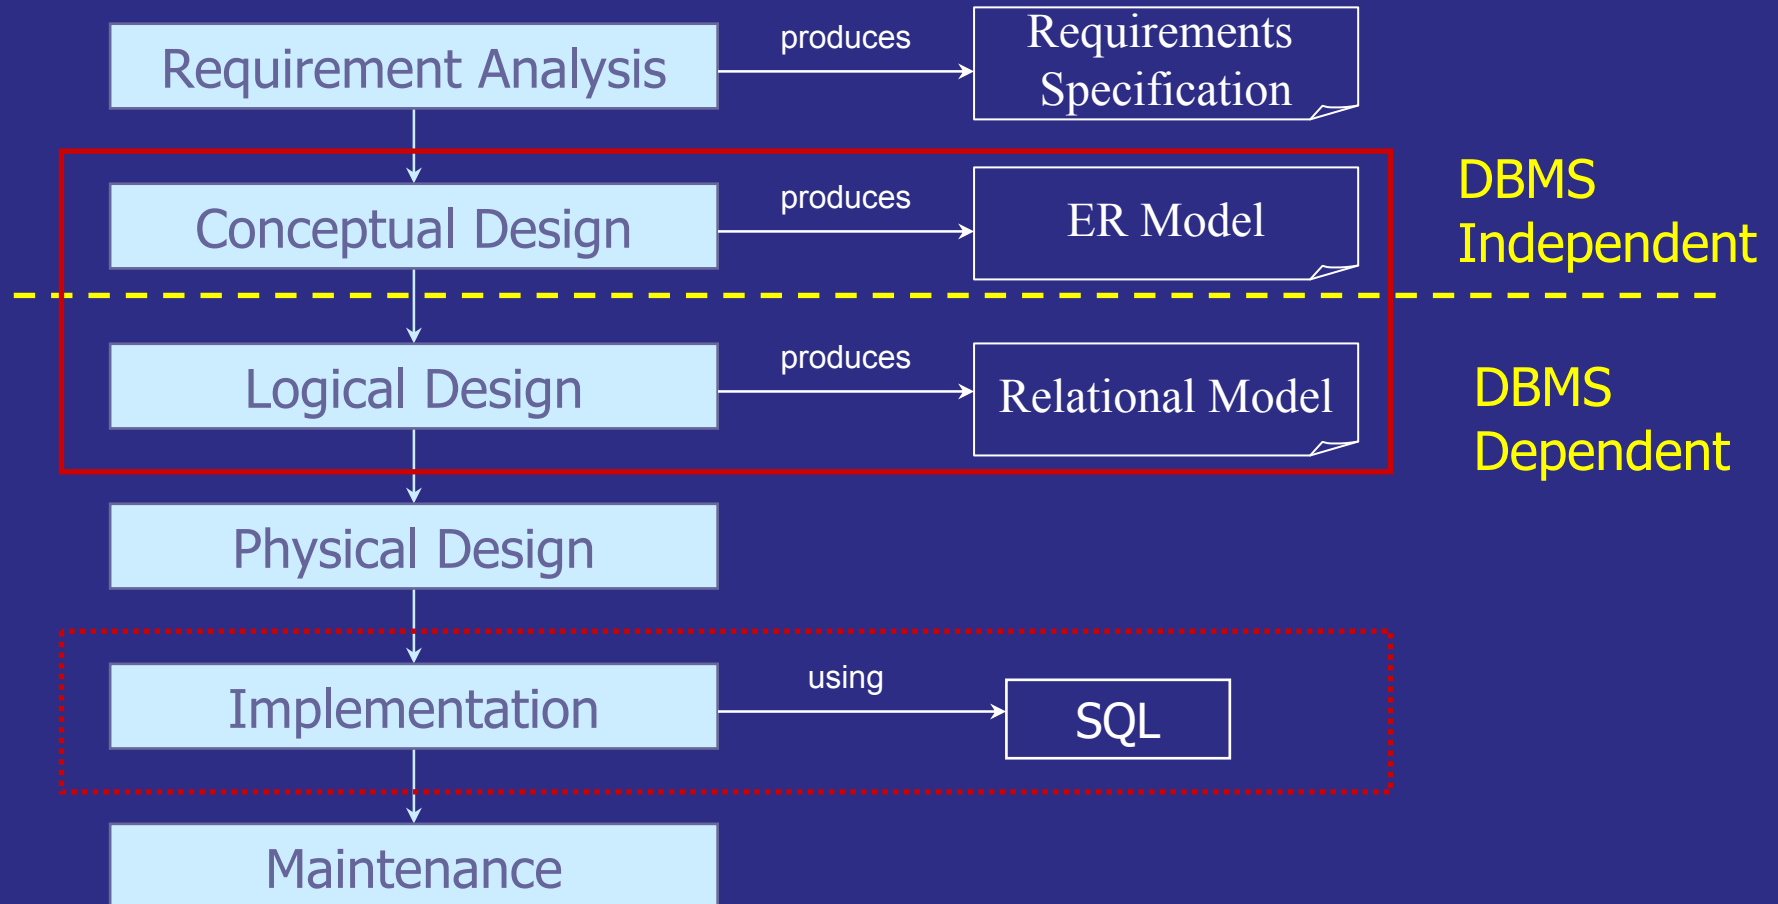 Requirement Analysis
produces
Requirements
Specification
Conceptual Design
produces
ER Model
DBMS
Independent
Logical Design
produces
Relational Model
DBMS
Dependent
Physical Design
Implementation
using
SQL
Maintenance